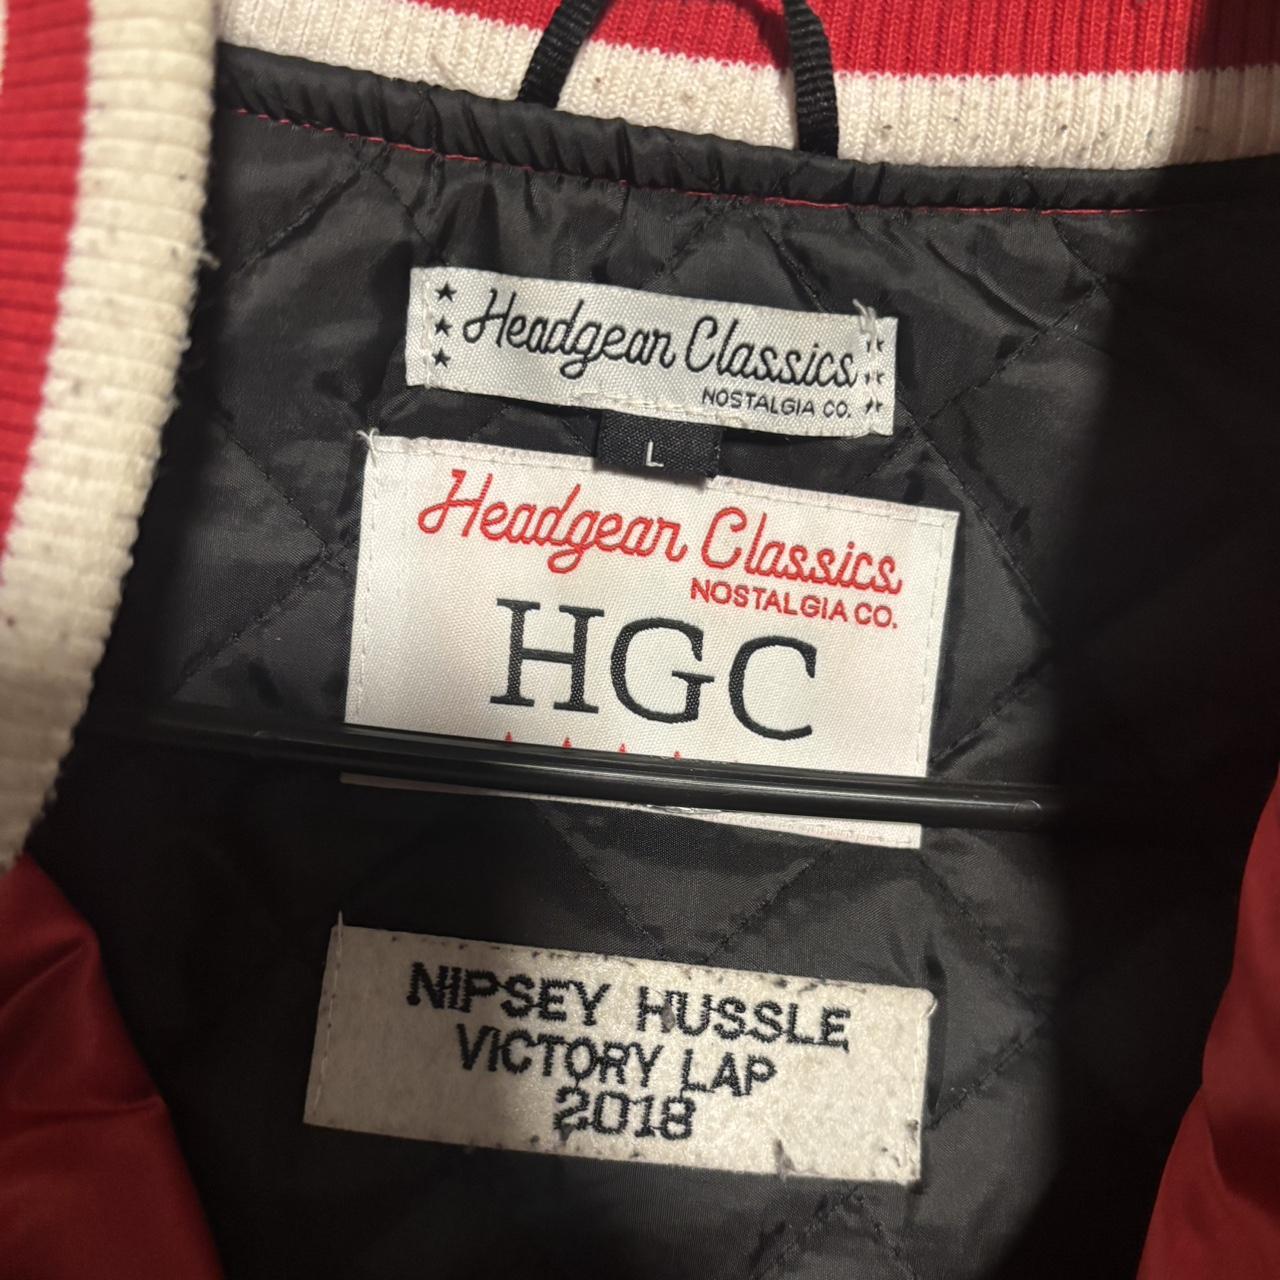 Headgear Classics
NOSTALGIA CO.
L
Headgear Classics
NOSTALGIA CO.
HGC
NIPSEY HUSSLE
VICTORY LAP
2018